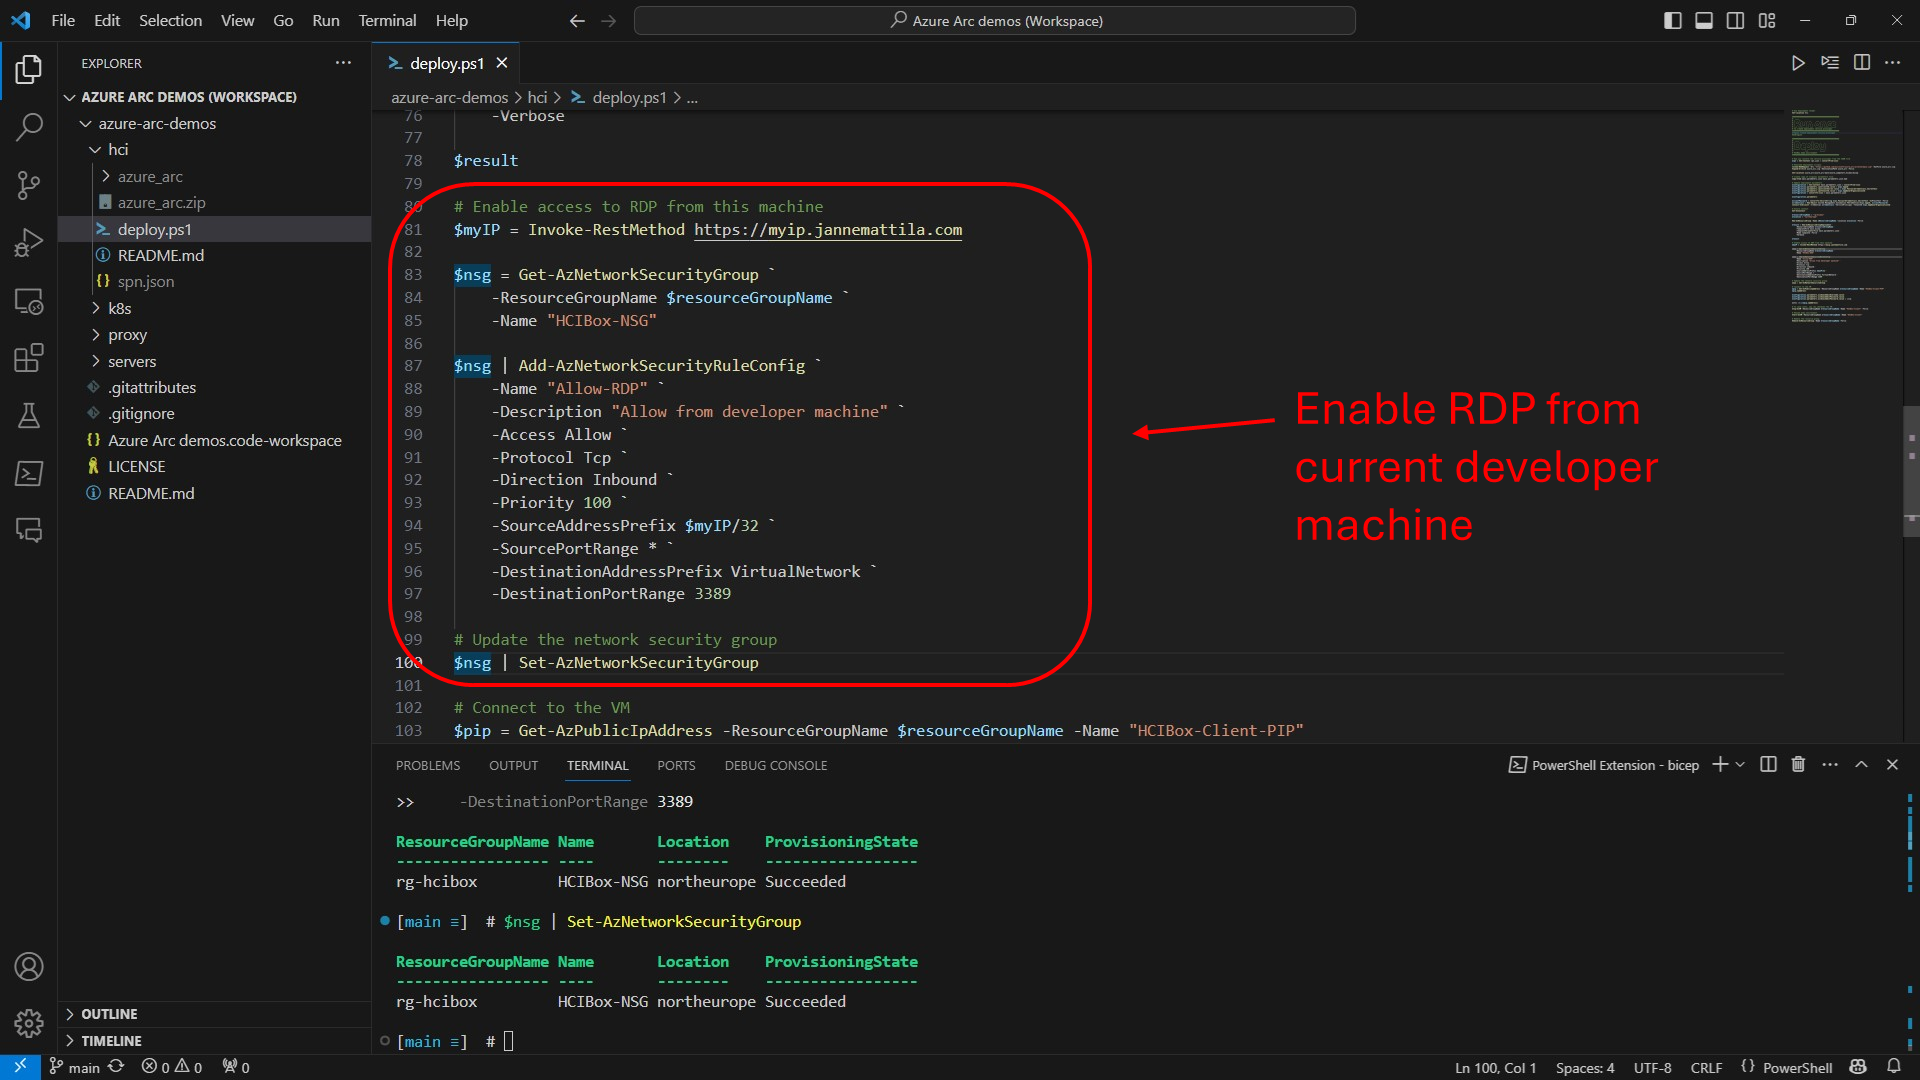 File Edit Selection View Go Run Terminal Help
Azure Arc demos (Workspace)
EXPLORER
AZURE ARC DEMOS (WORKSPACE)
azure-arc-demos
hci
azure_arc
azure_arc.zip
deploy.ps1
README.md
spn.json
k8s
proxy
servers
.gitattributes
.gitignore
Azure Arc demos.code-workspace
LICENSE
README.md
OUTLINE
TIMELINE
deploy.ps1
azure-arc-demos > hci > deploy.ps1 > ...
76 -Verbose
77
78 $result
79
80 # Enable access to RDP from this machine
81 $myIP = Invoke-RestMethod https://myip.jannemattila.com
82
83 $nsg = Get-AzNetworkSecurityGroup `
84 -ResourceGroupName $resourceGroupName `
85 -Name "HCIBox-NSG"
86
87 $nsg | Add-AzNetworkSecurityRuleConfig `
88 -Name "Allow-RDP" `
89 -Description "Allow from developer machine" `
90 -Access Allow `
91 -Protocol Tcp `
92 -Direction Inbound `
93 -Priority 100 `
94 -SourceAddressPrefix $myIP/32 `
95 -SourcePortRange * `
96 -DestinationAddressPrefix VirtualNetwork `
97 -DestinationPortRange 3389
98
99 # Update the network security group
100 $nsg | Set-AzNetworkSecurityGroup
101
102 # Connect to the VM
103 $pip = Get-AzPublicIpAddress -ResourceGroupName $resourceGroupName -Name "HCIBox-Client-PIP"
Enable RDP from
current developer
machine
PROBLEMS OUTPUT TERMINAL PORTS DEBUG CONSOLE
PowerShell Extension - bicep
>> -DestinationPortRange 3389
ResourceGroupName Name Location ProvisioningState
----------------- ---- -------- -----------------
rg-hcibox HCIBox-NSG northeurope Succeeded
[main ≡] # $nsg | Set-AzNetworkSecurityGroup
ResourceGroupName Name Location ProvisioningState
----------------- ---- -------- -----------------
rg-hcibox HCIBox-NSG northeurope Succeeded
[main ≡] #
main 0 0 0
Ln 100, Col 1 Spaces: 4 UTF-8 CRLF {} PowerShell